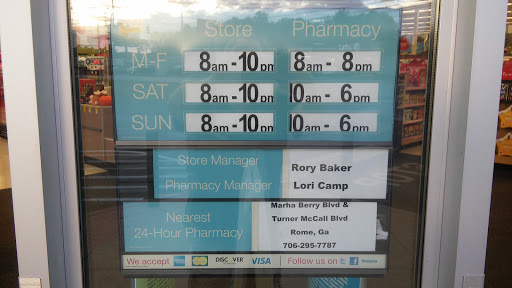 Store Pharmacy
M-F 8am - 10pm 8am - 8pm
SAT 8am - 10pm 10am - 6pm
SUN 8am - 10pm 10am - 6pm
Store Manager Rory Baker
Pharmacy Manager Lori Camp
Nearest
24-Hour Pharmacy
Marha Berry Blvd &
Turner McCall Blvd
Rome, Ga
706-295-7787
We accept DISCOVER VISA Follow us on